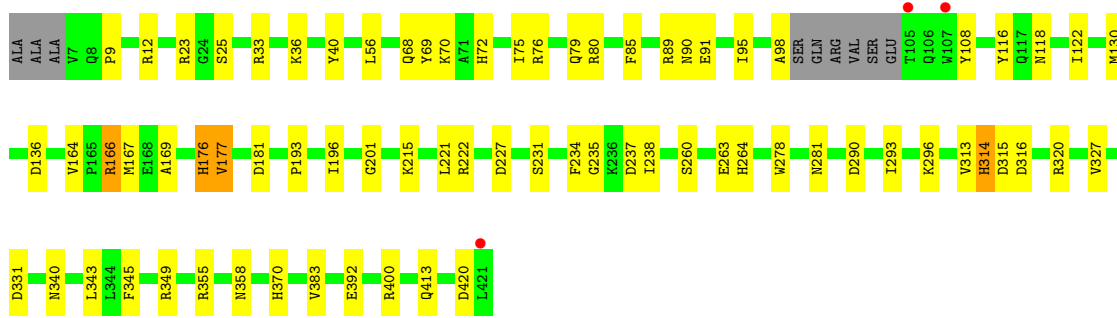 ALA ALA ALA V7 Q8 P9 R12 R23 G24 S25 R33 K36 Y40 L56 Q68 Y69 K70 A71 H72 I75 R76 Q79 R80 F85 R89 N90 E91 I95 A98 SER GLN ARG VAL SER GLU T105 Q106 W107 Y108 Y116 Q117 N118 I122 M130
D136 V164 P165 R166 M167 E168 A169 H176 V177 D181 P193 I196 G201 K215 L221 R222 D227 S231 F234 G235 K236 D237 I238 S260 E263 H264 W278 N281 D290 I293 K296 V313 H314 D315 D316 R320 V327
D331 N340 L343 L344 F345 R349 R355 N358 H370 V383 E392 R400 Q413 D420 L421